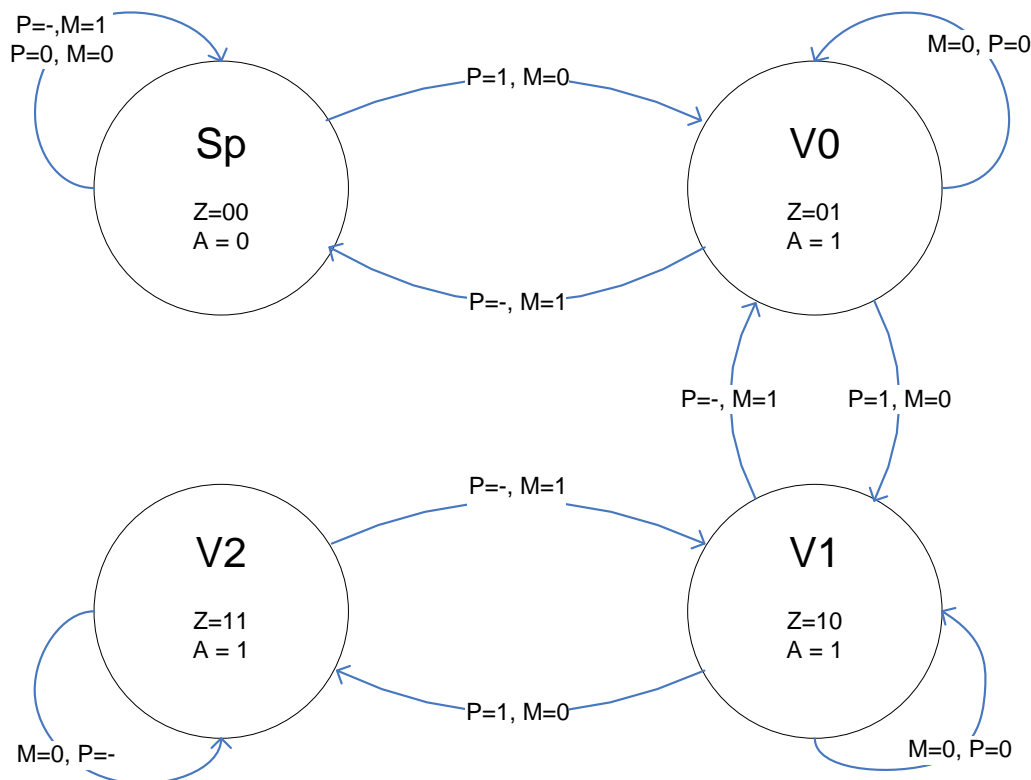 P=-,M=1
P=0, M=0
P=1, M=0
M=0, P=0
Sp
Z=00
A = 0
V0
Z=01
A = 1
P=-, M=1
P=-, M=1
P=1, M=0
P=-, M=1
V2
Z=11
A = 1
V1
Z=10
A = 1
P=1, M=0
M=0, P=-
M=0, P=0